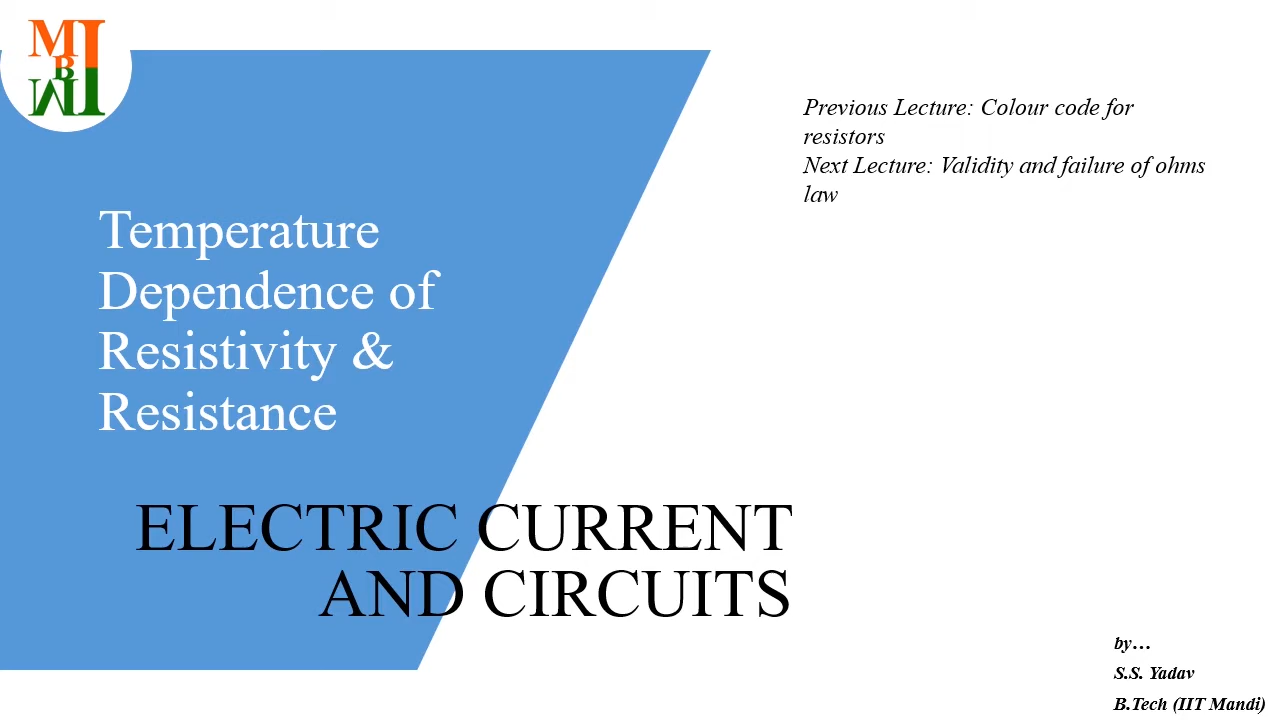 M
B
I
M
Previous Lecture: Colour code for
resistors
Next Lecture: Validity and failure of ohms
law
Temperature
Dependence of
Resistivity &
Resistance
ELECTRIC CURRENT
AND CIRCUITS
by…
S.S. Yadav
B.Tech (IIT Mandi)